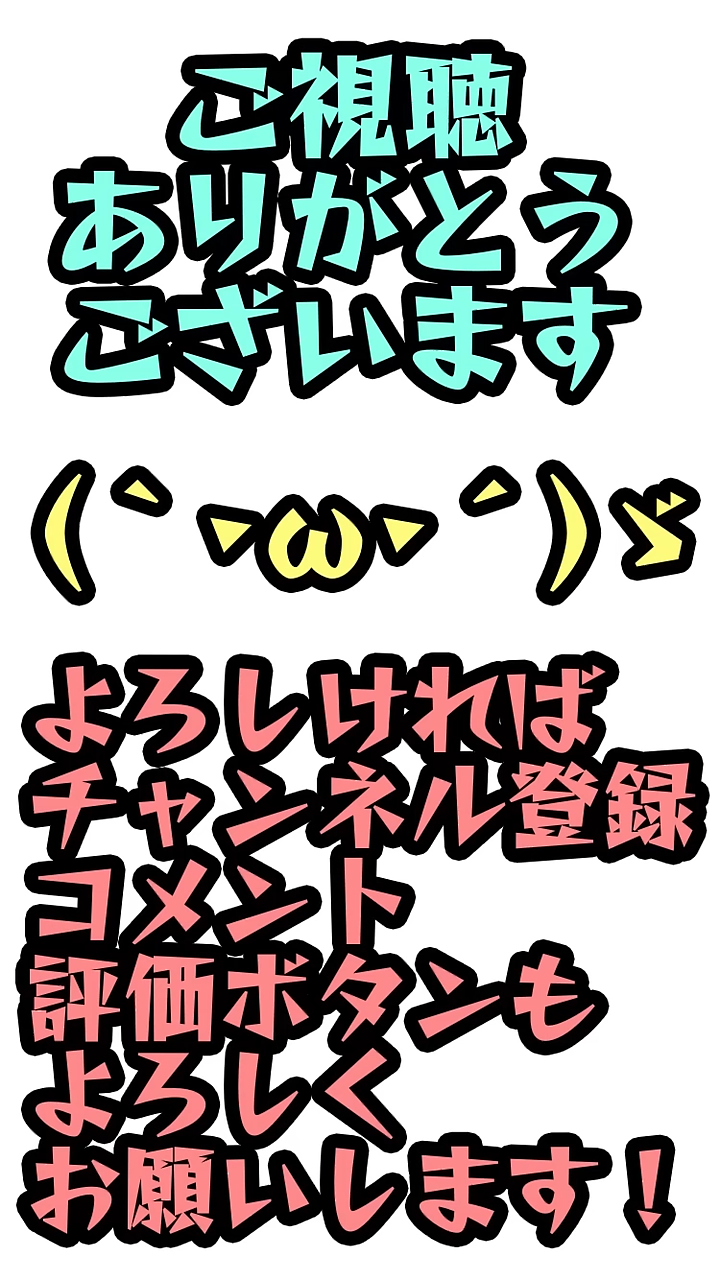 ご視聴
ありがとう
ございます
(｀・ω・´)ゞ
よろしければ
チャンネル登録
コメント
評価ボタンも
よろしく
お願いします！